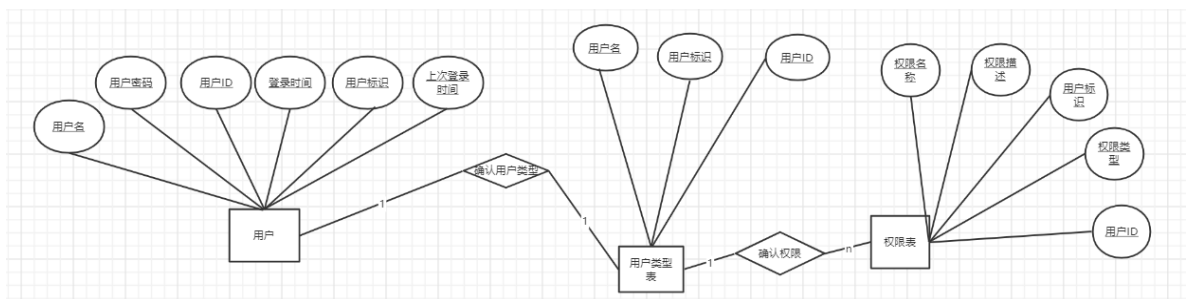 用户名
用户密码
用户ID
登录时间
用户标识
上次登录
时间
用户
1
确认用户类型
1
用户名
用户标识
用户ID
用户类型
表
1
确认权限
n
权限名
称
权限描
述
用户标
识
权限类
型
用户ID
权限表